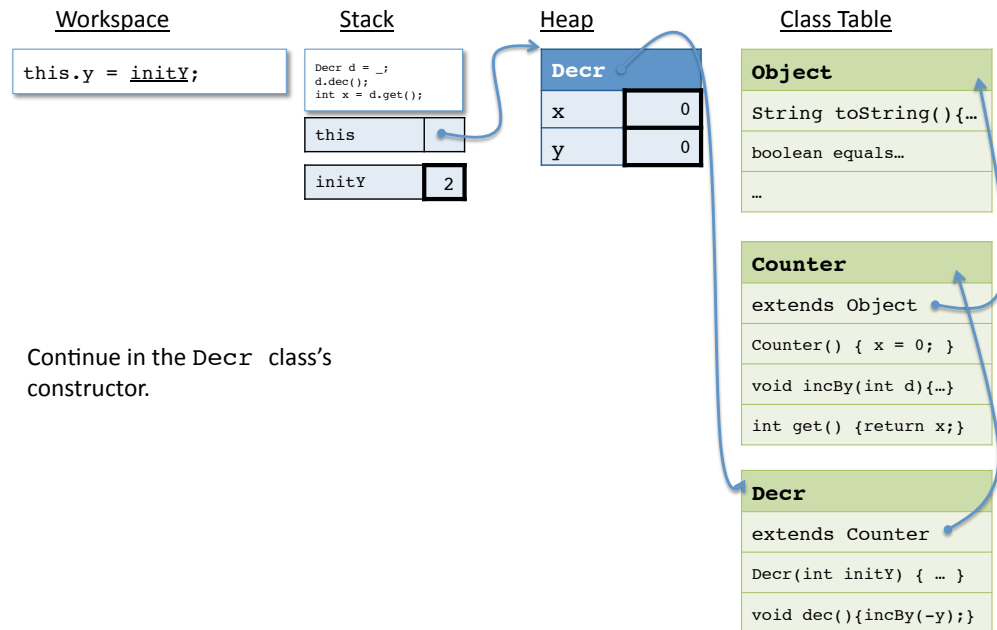 Workspace
Stack
Heap
Class Table
this.y = initY;
Decr d = _;
d.dec();
int x = d.get();
this
initY 2
Decr
x 0
y 0
Object
String toString(){…
boolean equals…
…
Counter
extends Object
Counter() { x = 0; }
void incBy(int d){…}
int get() {return x;}
Decr
extends Counter
Decr(int initY) { … }
void dec(){incBy(-y);}
Continue in the Decr class's
constructor.